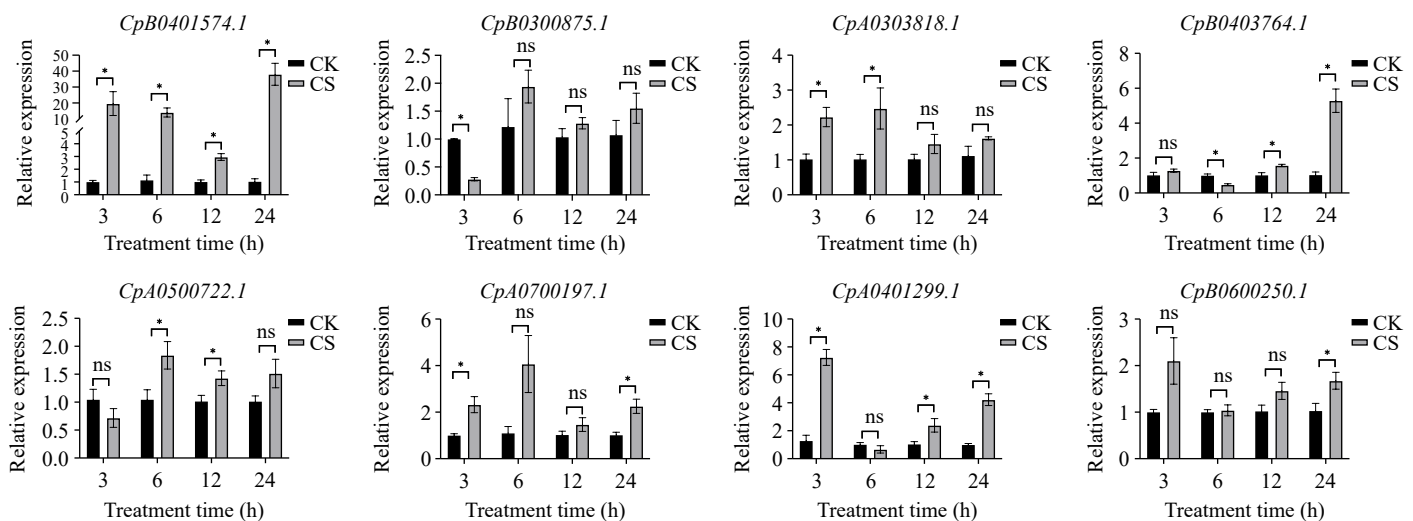 CpB0401574.1
Relative expression
50
40
30
20
10
5
4
3
2
1
0
* * * *
CK
CS
3 6 12 24
Treatment time (h)
CpB0300875.1
Relative expression
2.5
2.0
1.5
1.0
0.5
0.0
* ns ns ns
CK
CS
3 6 12 24
Treatment time (h)
CpA0303818.1
Relative expression
4
3
2
1
0
* * ns ns
CK
CS
3 6 12 24
Treatment time (h)
CpB0403764.1
Relative expression
8
6
4
2
0
ns * * *
CK
CS
3 6 12 24
Treatment time (h)
CpA0500722.1
Relative expression
2.5
2.0
1.5
1.0
0.5
0.0
ns * * ns
CK
CS
3 6 12 24
Treatment time (h)
CpA0700197.1
Relative expression
6
4
2
0
* ns ns *
CK
CS
3 6 12 24
Treatment time (h)
CpA0401299.1
Relative expression
10
8
6
4
2
0
* ns * *
CK
CS
3 6 12 24
Treatment time (h)
CpB0600250.1
Relative expression
3
2
1
0
ns ns ns *
CK
CS
3 6 12 24
Treatment time (h)